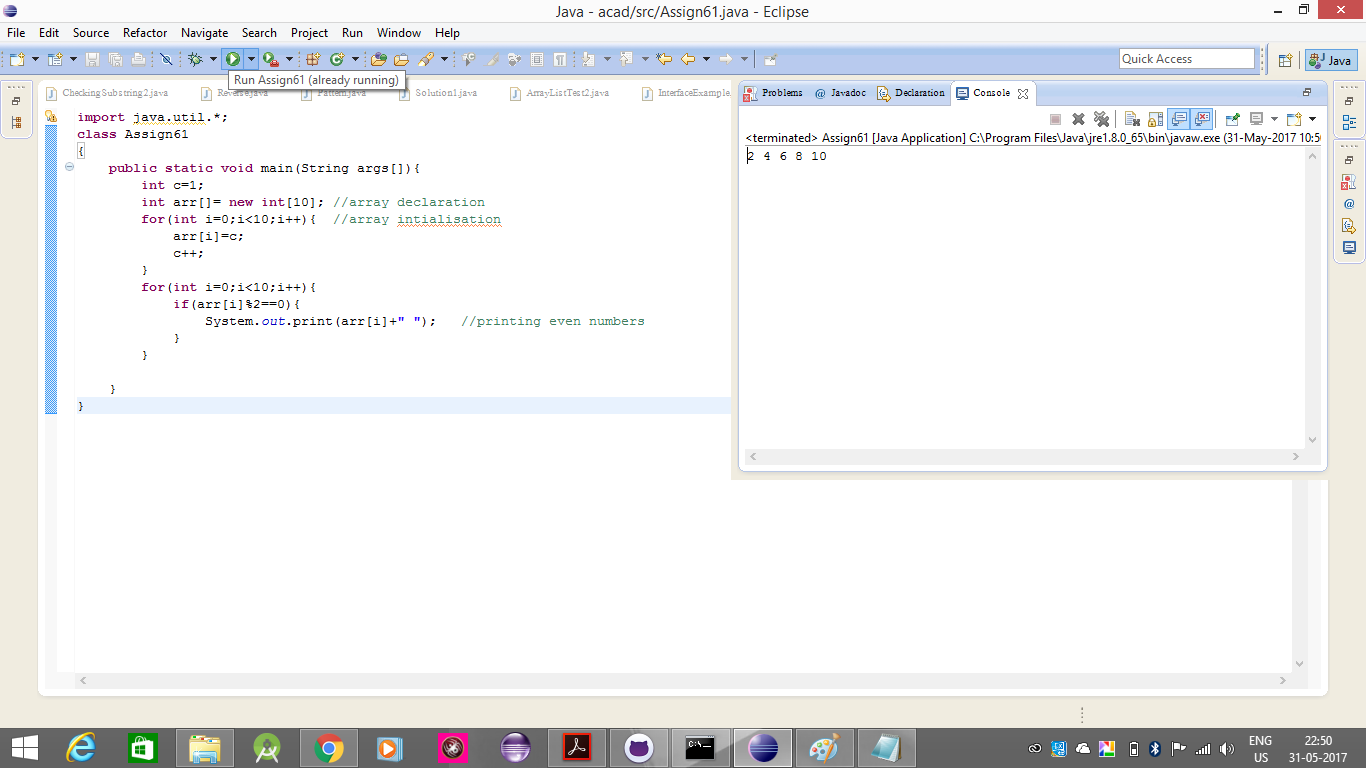 Java - acad/src/Assign61.java - Eclipse
File Edit Source Refactor Navigate Search Project Run Window Help
Quick Access
Java
Run Assign61 (already running)
CheckingSubstring2.java Reverse.java Pattern.java Solution1.java ArrayListTest2.java InterfaceExample.
import java.util.*;
class Assign61
{
public static void main(String args[]){
int c=1;
int arr[]= new int[10]; //array declaration
for(int i=0;i<10;i++){ //array intialisation
arr[i]=c;
c++;
}
for(int i=0;i<10;i++){
if(arr[i]%2==0){
System.out.print(arr[i]+" "); //printing even numbers
}
}
}
}
Problems @ Javadoc Declaration Console
<terminated> Assign61 [Java Application] C:\Program Files\Java\jre1.8.0_65\bin\javaw.exe (31-May-2017 10:50
2 4 6 8 10
ENG 22:50
US 31-05-2017